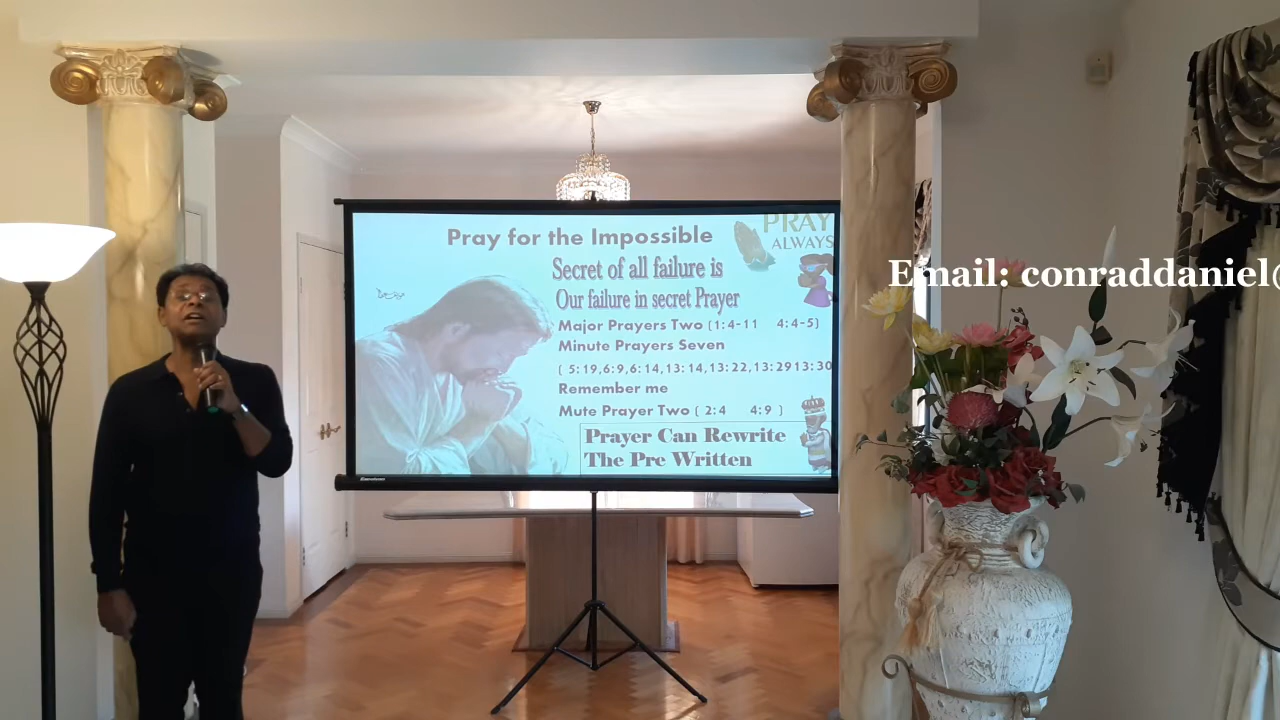 Pray for the Impossible
PRAY
ALWAYS
Secret of all failure is
Our failure in secret Prayer
Major Prayers Two (1:4-11 4:4-5)
Minute Prayers Seven
( 5:19,6:9,6:14,13:14,13:22,13:29 13:30
Remember me
Mute Prayer Two ( 2:4 4:9 )
Prayer Can Rewrite
The Pre Written
Email: conraddaniel@